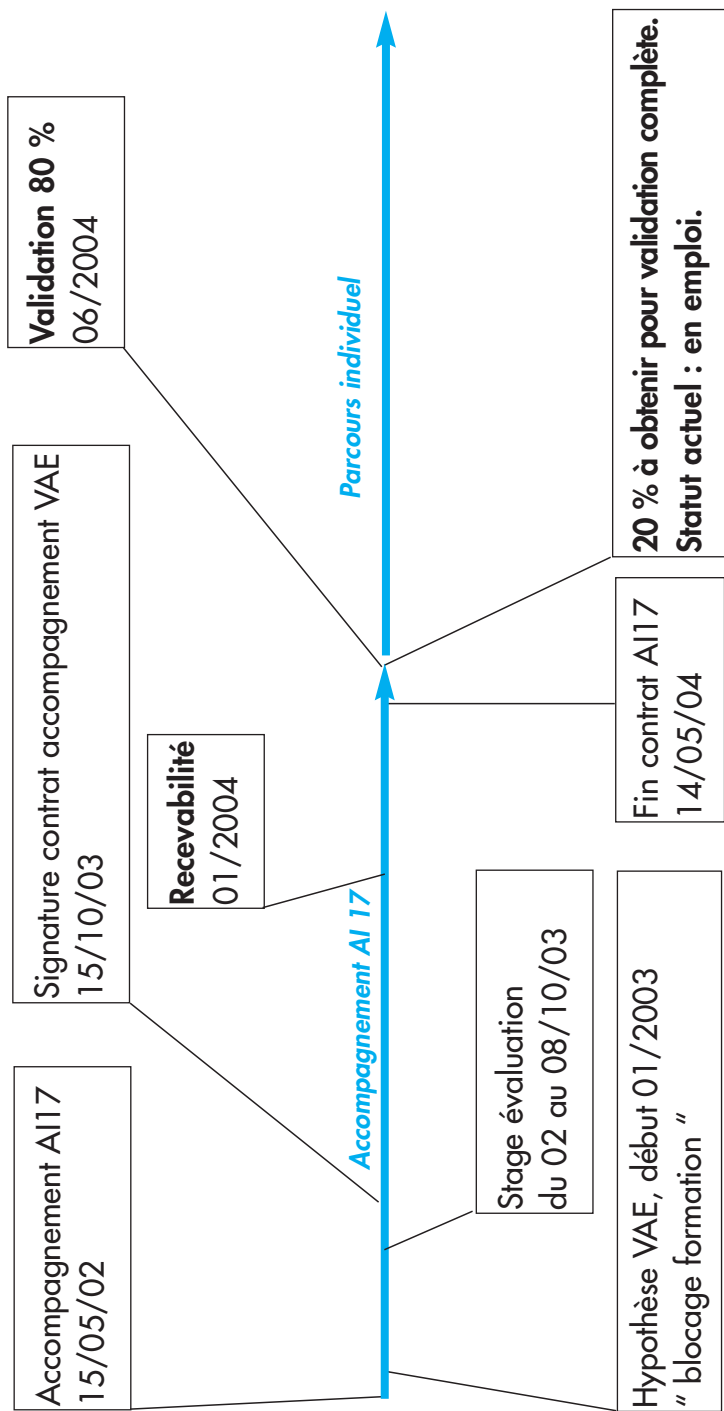 Accompagnement AI17
15/05/02
Signature contrat accompagnement VAE
15/10/03
Recevabilité
01/2004
Validation 80 %
06/2004
Accompagnement AI 17
Parcours individuel
Stage évaluation
du 02 au 08/10/03
Hypothèse VAE, début 01/2003
“ blocage formation “
Fin contrat AI17
14/05/04
20 % à obtenir pour validation complète.
Statut actuel : en emploi.